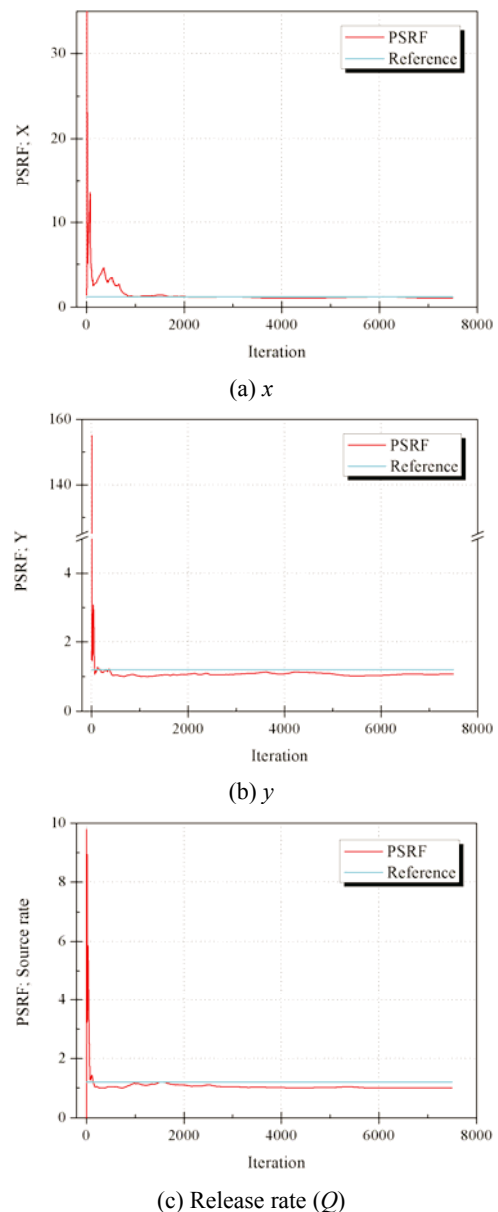 PSRF
Reference
PSRF; X
30
20
10
0
0 2000 4000 6000 8000
Iteration
(a) x
PSRF
Reference
PSRF; Y
160
140
4
2
0
0 2000 4000 6000 8000
Iteration
(b) y
PSRF
Reference
PSRF; Source rate
10
8
6
4
2
0
0 2000 4000 6000 8000
Iteration
(c) Release rate (Q)